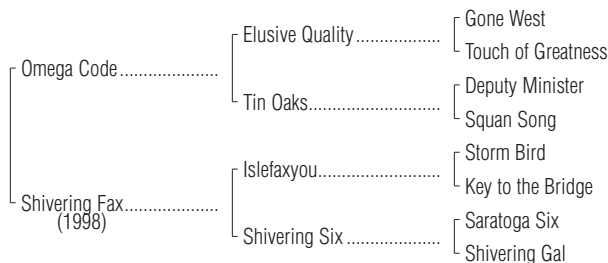 Gone West
Elusive Quality....................
Touch of Greatness
Omega Code......................
Deputy Minister
Tin Oaks..............................
Squan Song
Storm Bird
Islefaxyou...........................
Key to the Bridge
Shivering Fax.....................
(1998)
Saratoga Six
Shivering Six......................
Shivering Gal